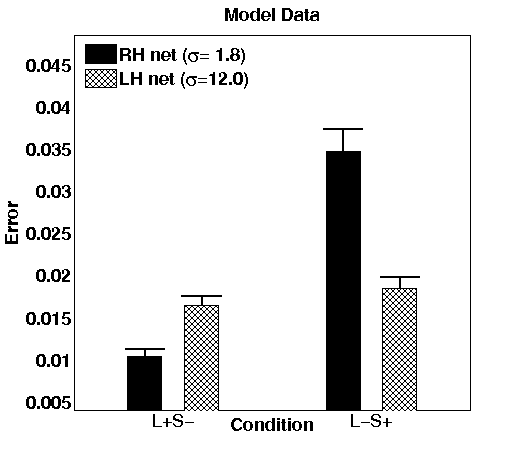 Model Data
RH net (σ= 1.8)
LH net (σ=12.0)
0.045
0.04
0.035
0.03
0.025
0.02
0.015
0.01
0.005
Error
L+S−
L−S+
Condition